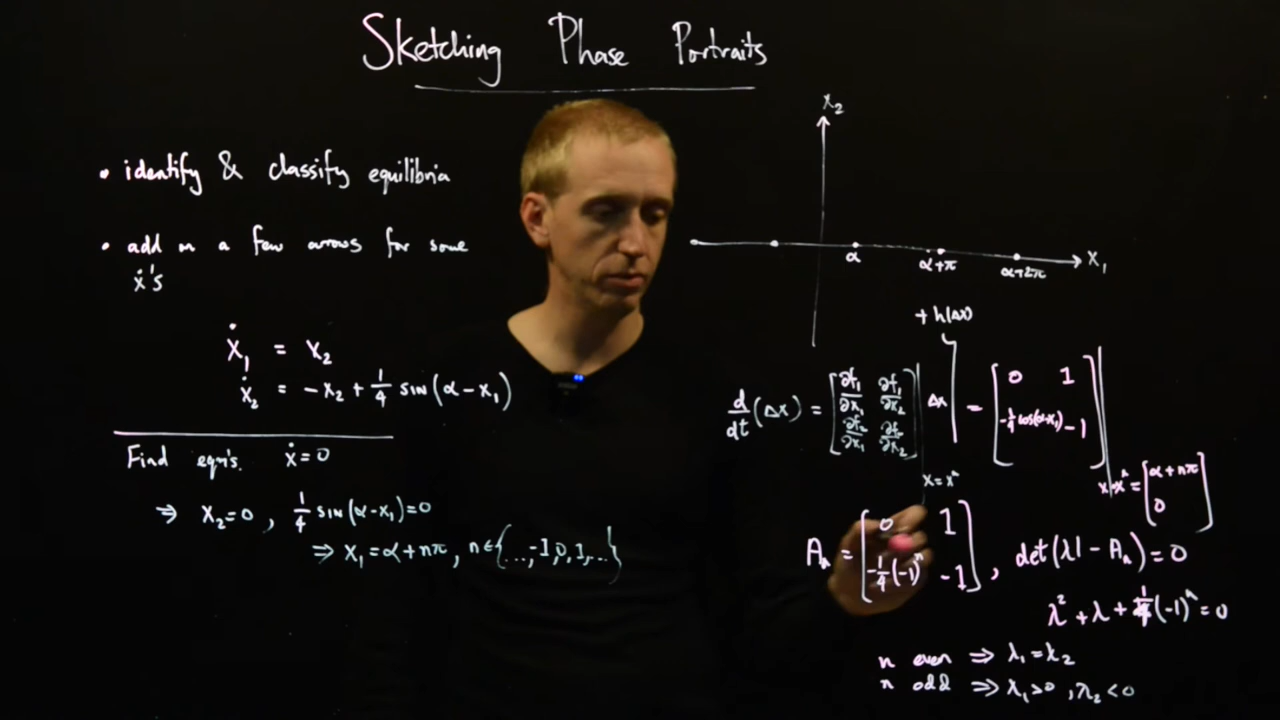 Sketching Phase Portraits
• identify & classify equilibria
• add in a few arrows for some
ẋ's
ẋ₁ = x₂
ẋ₂ = -x₂ + 1/4 sin(α - x₁)
Find eqm's. ẋ=0
⇒ x₂=0, 1/4 sin(α-x₁)=0
⇒ x₁=α+nπ, n∈{...,-1,0,1,...}
x₂
α α+π α+2π x₁
+ h(Δx)
d/dt (Δx) = [∂f₁/∂x₁ ∂f₁/∂x₂; ∂f₂/∂x₁ ∂f₂/∂x₂] | Δx | = [0 1; -1/4 cos(α-x₁) -1] |
x=x* x=x*=[α+nπ; 0]
Aₙ = [0 1; -1/4(-1)ⁿ -1], det(λI - Aₙ)=0
λ²+λ+1/4(-1)ⁿ=0
n even ⇒ λ₁=λ₂
n odd ⇒ λ₁>0, λ₂<0